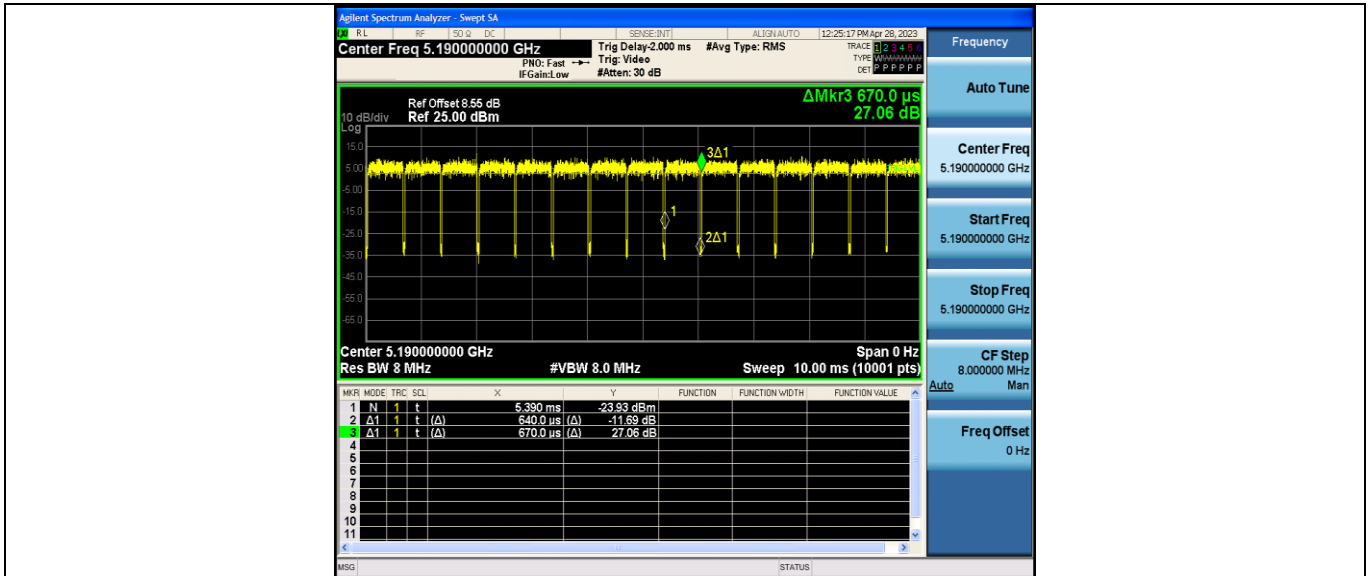 Agilent Spectrum Analyzer - Swept SA
LXI RL RF 50 Ω DC SENSE:INT ALIGN AUTO 12:25:17 PM Apr 28, 2023
Center Freq 5.190000000 GHz
PNO: Fast
IFGain:Low
Trig Delay-2.000 ms #Avg Type: RMS
Trig: Video
#Atten: 30 dB
TRACE 1 2 3 4 5 6
TYPE
DET P P P P P P
Frequency
Auto Tune
Center Freq
5.190000000 GHz
Start Freq
5.190000000 GHz
Stop Freq
5.190000000 GHz
CF Step
8.000000 MHz
Auto Man
Freq Offset
0 Hz
ΔMkr3 670.0 µs
27.06 dB
Ref Offset 8.55 dB
10 dB/div Ref 25.00 dBm
Log
15.0
5.00
-5.00
-15.0
-25.0
-35.0
-45.0
-55.0
-65.0
3Δ1
1
2Δ1
Center 5.190000000 GHz Span 0 Hz
Res BW 8 MHz #VBW 8.0 MHz Sweep 10.00 ms (10001 pts)
MKR MODE TRC SCL X Y FUNCTION FUNCTION WIDTH FUNCTION VALUE
1 N 1 t 5.390 ms -23.93 dBm
2 Δ1 1 t (Δ) 640.0 µs (Δ) -11.69 dB
3 Δ1 1 t (Δ) 670.0 µs (Δ) 27.06 dB
4
5
6
7
8
9
10
11
MSG STATUS